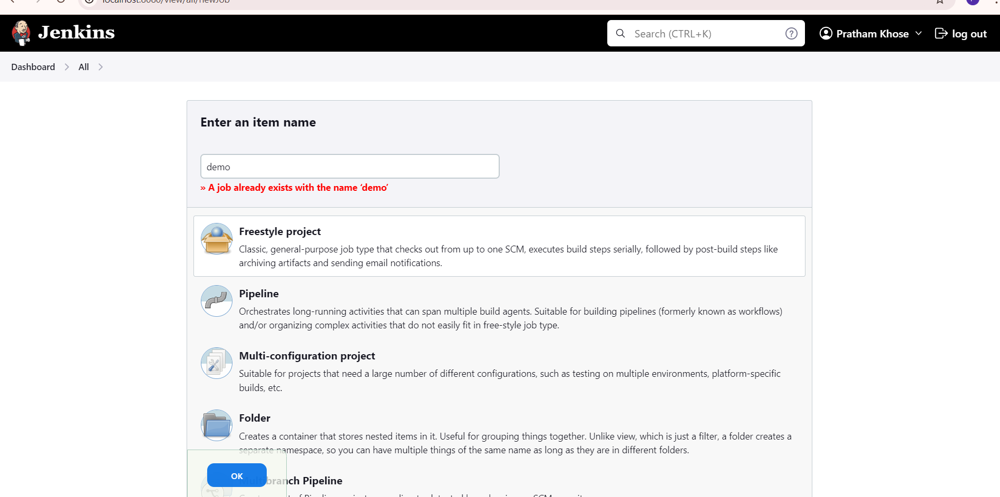 localhost:8080/view/all/newJob
Jenkins
Search (CTRL+K)
Pratham Khose
log out
Dashboard
All
Enter an item name
demo
» A job already exists with the name ‘demo’
Freestyle project
Classic, general-purpose job type that checks out from up to one SCM, executes build steps serially, followed by post-build steps like
archiving artifacts and sending email notifications.
Pipeline
Orchestrates long-running activities that can span multiple build agents. Suitable for building pipelines (formerly known as workflows)
and/or organizing complex activities that do not easily fit in free-style job type.
Multi-configuration project
Suitable for projects that need a large number of different configurations, such as testing on multiple environments, platform-specific
builds, etc.
Folder
Creates a container that stores nested items in it. Useful for grouping things together. Unlike view, which is just a filter, a folder creates a
separate namespace, so you can have multiple things of the same name as long as they are in different folders.
OK
Multibranch Pipeline